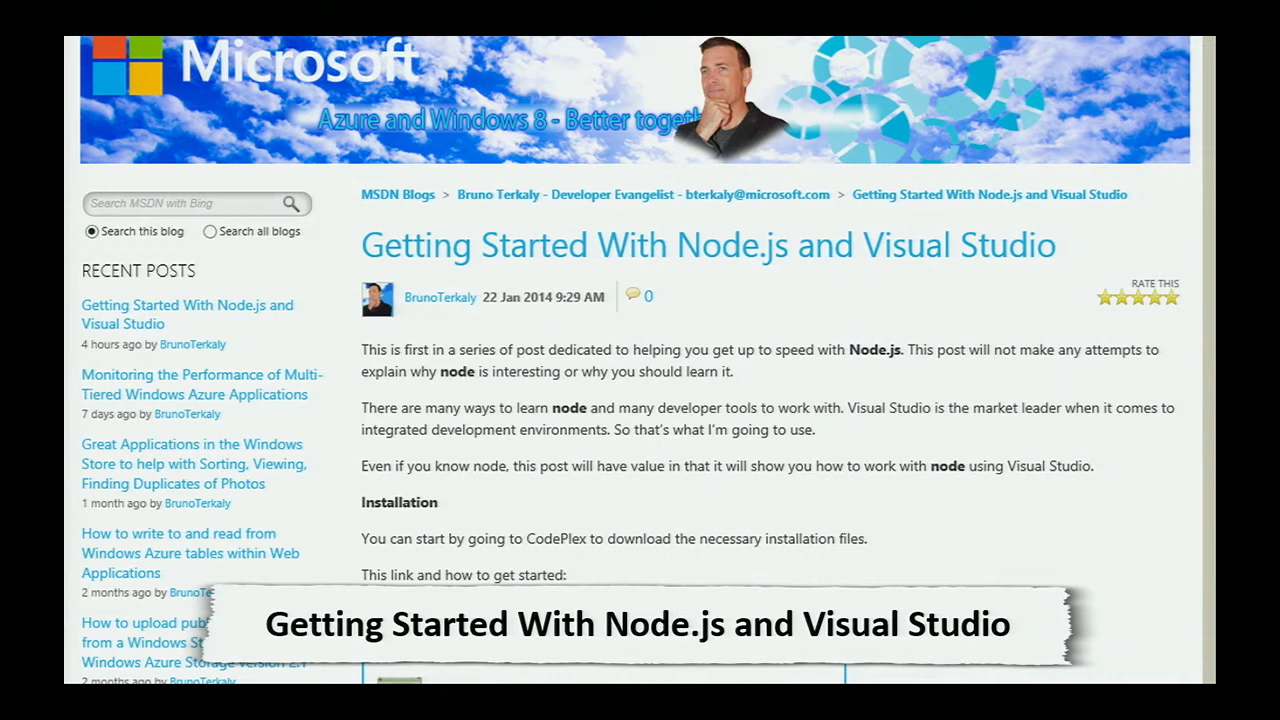 Microsoft
Azure and Windows 8 - Better togeth
Search MSDN with Bing
Search this blog
Search all blogs
RECENT POSTS
Getting Started With Node.js and
Visual Studio
4 hours ago by BrunoTerkaly
Monitoring the Performance of Multi-
Tiered Windows Azure Applications
7 days ago by BrunoTerkaly
Great Applications in the Windows
Store to help with Sorting, Viewing,
Finding Duplicates of Photos
1 month ago by BrunoTerkaly
How to write to and read from
Windows Azure tables within Web
Applications
2 months ago by BrunoTe
How to upload pub
from a Windows St
Windows Azure Storage version 2.1
2 months ago by BrunoTerkaly
MSDN Blogs > Bruno Terkaly - Developer Evangelist - bterkaly@microsoft.com > Getting Started With Node.js and Visual Studio
Getting Started With Node.js and Visual Studio
BrunoTerkaly 22 Jan 2014 9:29 AM 0
RATE THIS
This is first in a series of post dedicated to helping you get up to speed with Node.js. This post will not make any attempts to
explain why node is interesting or why you should learn it.
There are many ways to learn node and many developer tools to work with. Visual Studio is the market leader when it comes to
integrated development environments. So that's what I'm going to use.
Even if you know node, this post will have value in that it will show you how to work with node using Visual Studio.
Installation
You can start by going to CodePlex to download the necessary installation files.
This link and how to get started:
Getting Started With Node.js and Visual Studio